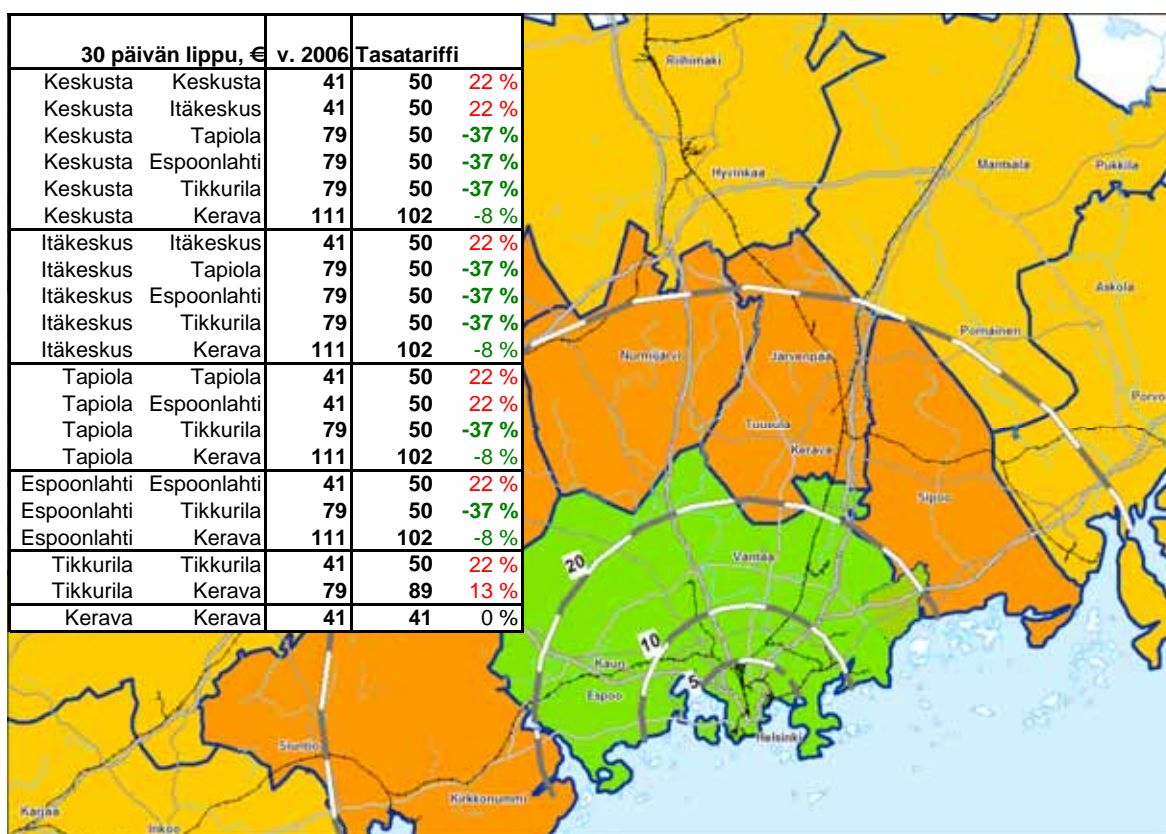 30 päivän lippu, € v. 2006 Tasatariffi
Keskusta Keskusta 41 50 22 %
Keskusta Itäkeskus 41 50 22 %
Keskusta Tapiola 79 50 -37 %
Keskusta Espoonlahti 79 50 -37 %
Keskusta Tikkurila 79 50 -37 %
Keskusta Kerava 111 102 -8 %
Itäkeskus Itäkeskus 41 50 22 %
Itäkeskus Tapiola 79 50 -37 %
Itäkeskus Espoonlahti 79 50 -37 %
Itäkeskus Tikkurila 79 50 -37 %
Itäkeskus Kerava 111 102 -8 %
Tapiola Tapiola 41 50 22 %
Tapiola Espoonlahti 41 50 22 %
Tapiola Tikkurila 79 50 -37 %
Tapiola Kerava 111 102 -8 %
Espoonlahti Espoonlahti 41 50 22 %
Espoonlahti Tikkurila 79 50 -37 %
Espoonlahti Kerava 111 102 -8 %
Tikkurila Tikkurila 41 50 22 %
Tikkurila Kerava 79 89 13 %
Kerava Kerava 41 41 0 %
Riihimäki
Hyvinkää
Mäntsälä
Pukkila
Askola
Pornainen
Nurmijärvi
Järvenpää
Porvo
Tuusula
Kerava
Sipoo
Vantaa
20
10
5
Kaun
Espoo
Helsinki
Siuntio
Kirkkonummi
Karjaa
Inkoo